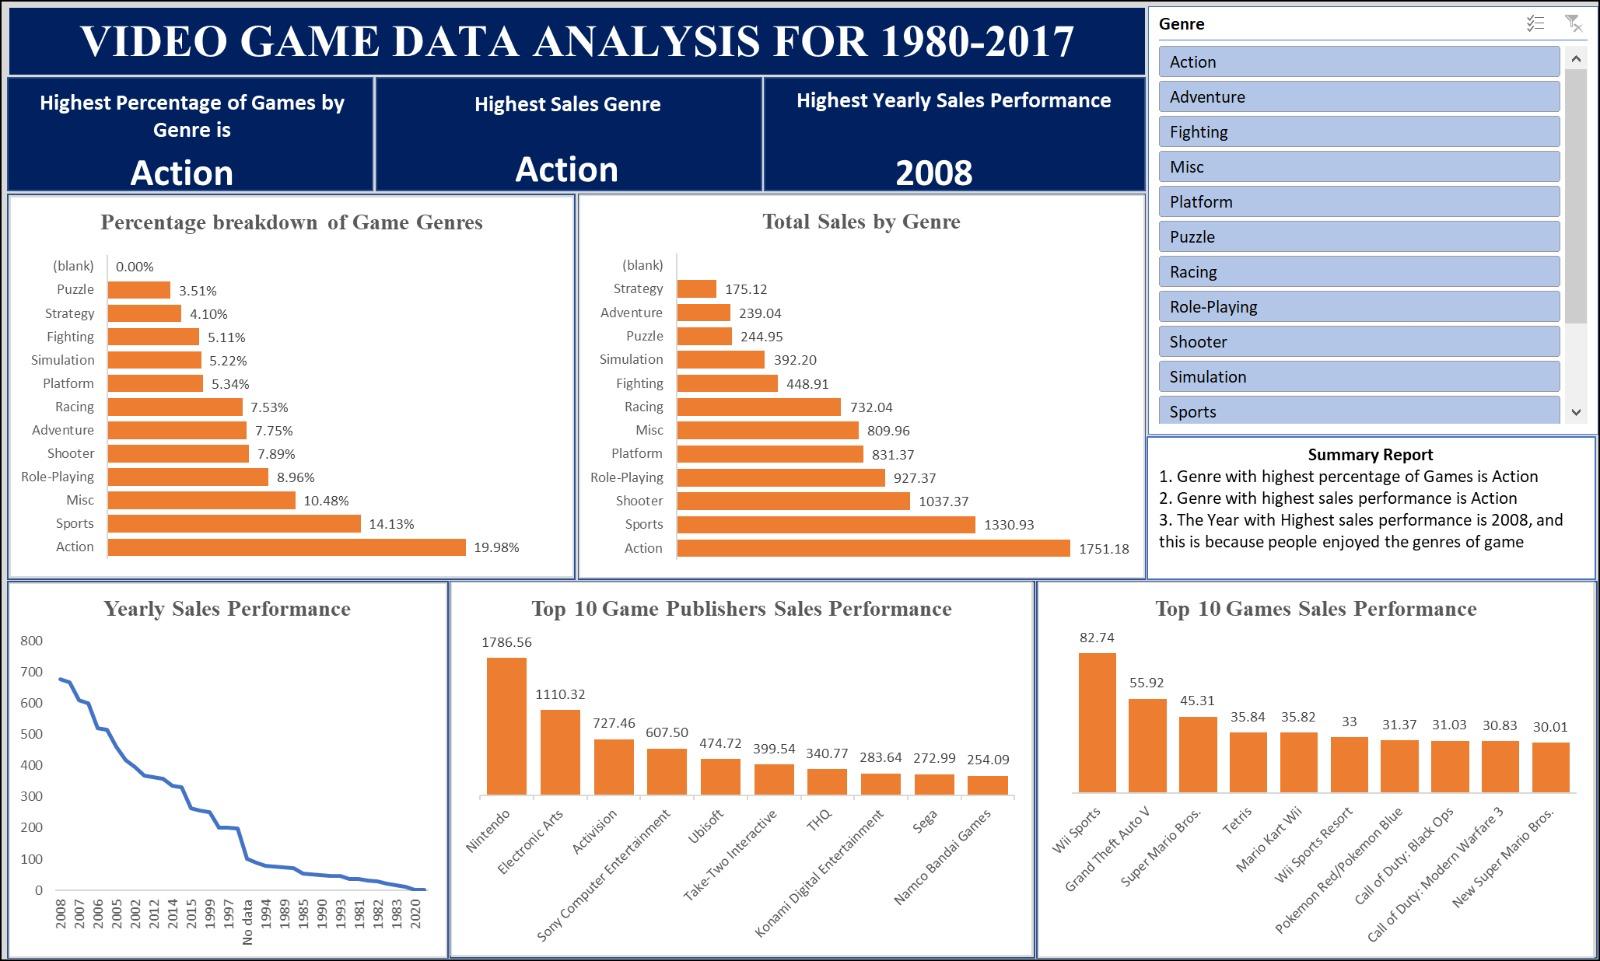 VIDEO GAME DATA ANALYSIS FOR 1980-2017
Highest Percentage of Games by
Genre is
Action
Highest Sales Genre
Action
Highest Yearly Sales Performance
2008
Genre
Action
Adventure
Fighting
Misc
Platform
Puzzle
Racing
Role-Playing
Shooter
Simulation
Sports
Percentage breakdown of Game Genres
(blank) 0.00%
Puzzle 3.51%
Strategy 4.10%
Fighting 5.11%
Simulation 5.22%
Platform 5.34%
Racing 7.53%
Adventure 7.75%
Shooter 7.89%
Role-Playing 8.96%
Misc 10.48%
Sports 14.13%
Action 19.98%
Total Sales by Genre
(blank)
Strategy 175.12
Adventure 239.04
Puzzle 244.95
Simulation 392.20
Fighting 448.91
Racing 732.04
Misc 809.96
Platform 831.37
Role-Playing 927.37
Shooter 1037.37
Sports 1330.93
Action 1751.18
Summary Report
1. Genre with highest percentage of Games is Action
2. Genre with highest sales performance is Action
3. The Year with Highest sales performance is 2008, and
this is because people enjoyed the genres of game
Yearly Sales Performance
800
700
600
500
400
300
200
100
0
2008 2007 2006 2005 2002 2012 2014 2015 1999 1997 No data 1994 1989 1985 1990 1993 1981 1982 1983 2020
Top 10 Game Publishers Sales Performance
1786.56 1110.32 727.46 607.50 474.72 399.54 340.77 283.64 272.99 254.09
Nintendo
Electronic Arts
Activision
Sony Computer Entertainment
Ubisoft
Take-Two Interactive
THQ
Konami Digital Entertainment
Sega
Namco Bandai Games
Top 10 Games Sales Performance
82.74 55.92 45.31 35.84 35.82 33 31.37 31.03 30.83 30.01
Wii Sports
Grand Theft Auto V
Super Mario Bros.
Tetris
Mario Kart Wii
Wii Sports Resort
Pokemon Red/Pokemon Blue
Call of Duty: Black Ops
Call of Duty: Modern Warfare 3
New Super Mario Bros.